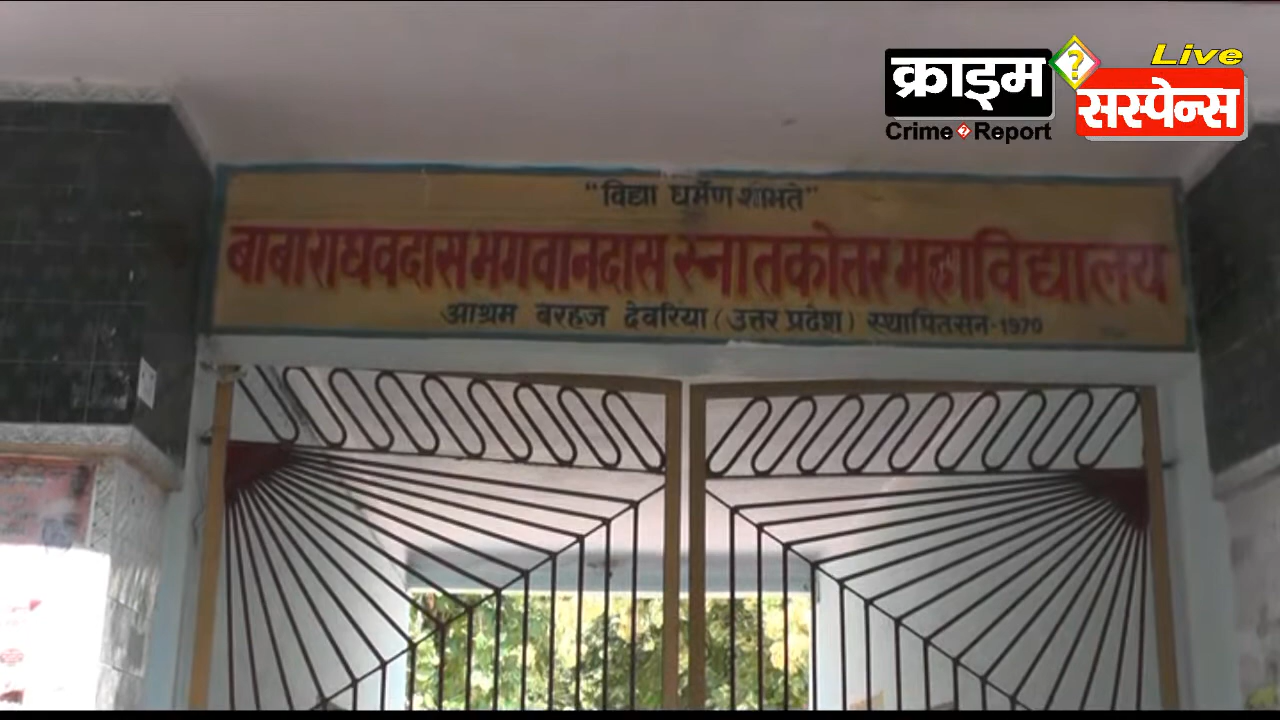 Live
क्राइम ? सस्पेन्स
Crime ? Report
"विद्या धर्मेण शोभते"
बाबा राघवदास भगवानदास स्नातकोत्तर महाविद्यालय
आश्रम बरहज देवरिया (उत्तर प्रदेश) स्थापित सन-1970